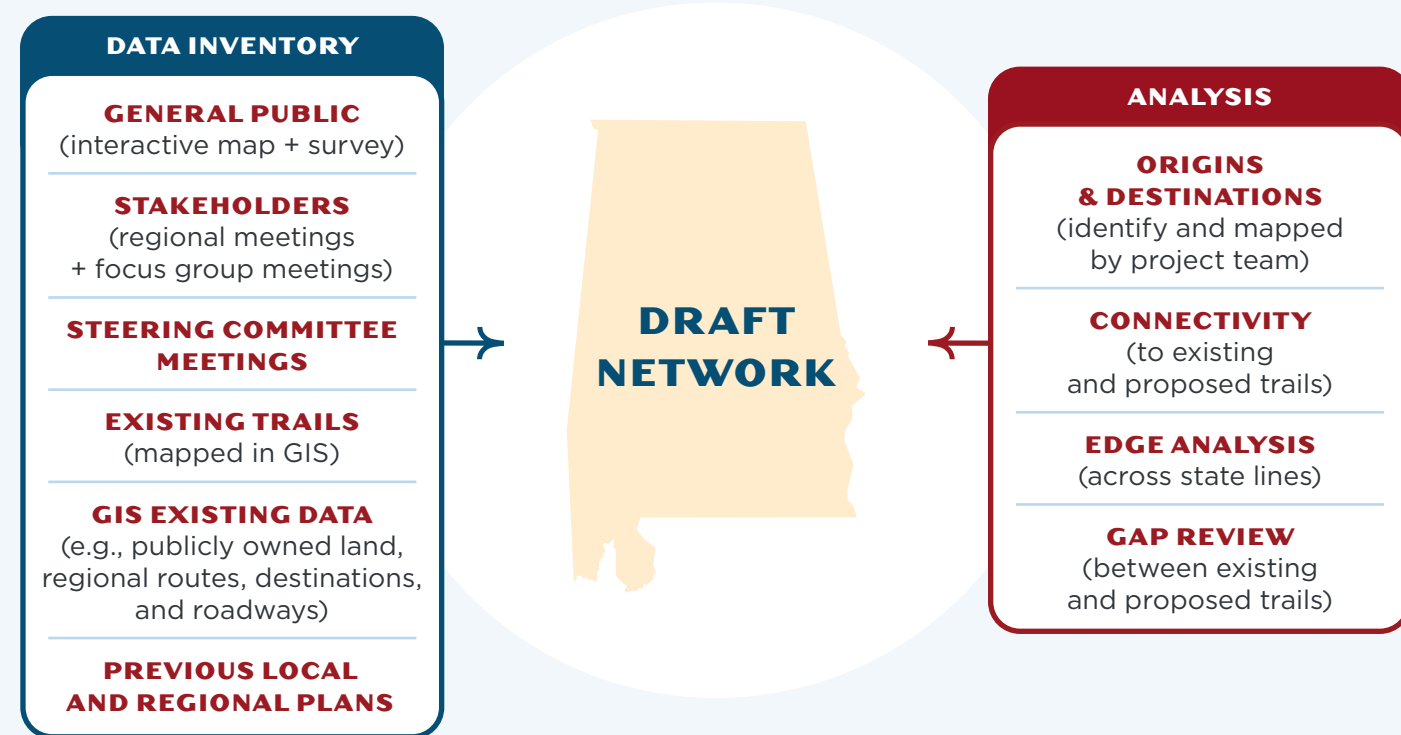 DATA INVENTORY
GENERAL PUBLIC
(interactive map + survey)
STAKEHOLDERS
(regional meetings
+ focus group meetings)
STEERING COMMITTEE
MEETINGS
EXISTING TRAILS
(mapped in GIS)
GIS EXISTING DATA
(e.g., publicly owned land,
regional routes, destinations,
and roadways)
PREVIOUS LOCAL
AND REGIONAL PLANS
DRAFT
NETWORK
ANALYSIS
ORIGINS
& DESTINATIONS
(identify and mapped
by project team)
CONNECTIVITY
(to existing
and proposed trails)
EDGE ANALYSIS
(across state lines)
GAP REVIEW
(between existing
and proposed trails)